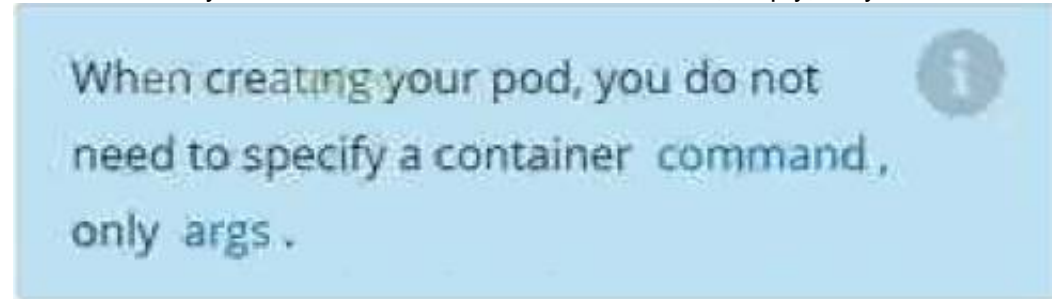 When creating your pod, you do not
need to specify a container command,
only args.